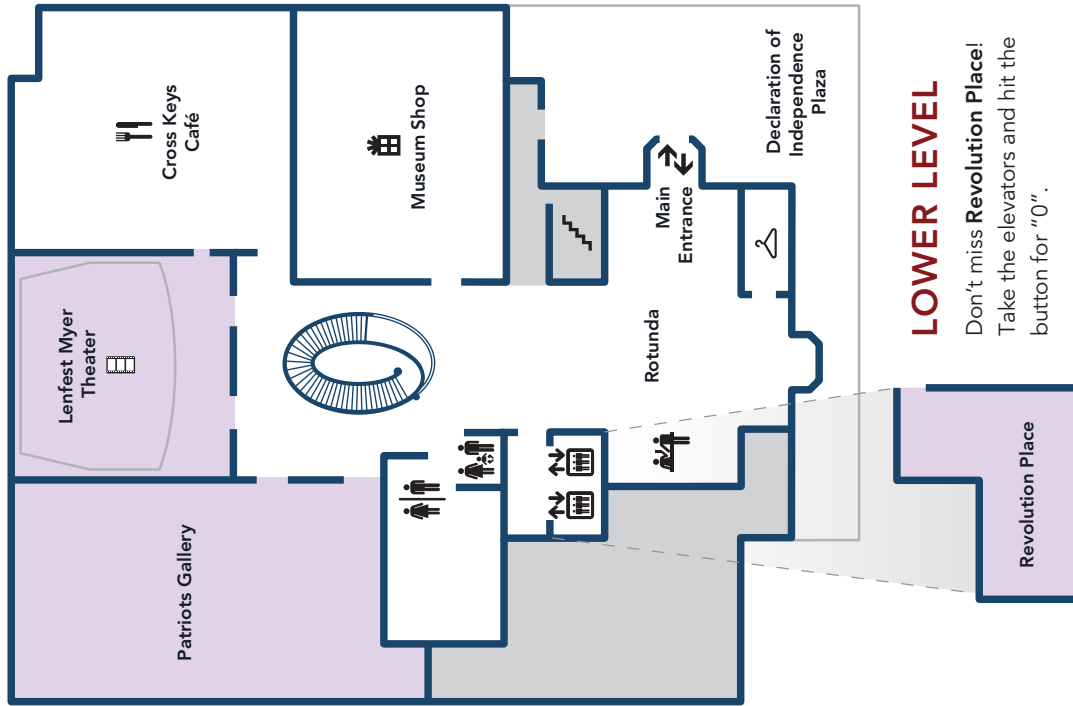 Patriots Gallery
Lenfest Myer
Theater
Cross Keys
Café
Museum Shop
Rotunda
Main
Entrance
Declaration of
Independence
Plaza
LOWER LEVEL
Don't miss Revolution Place!
Take the elevators and hit the
button for "0".
Revolution Place